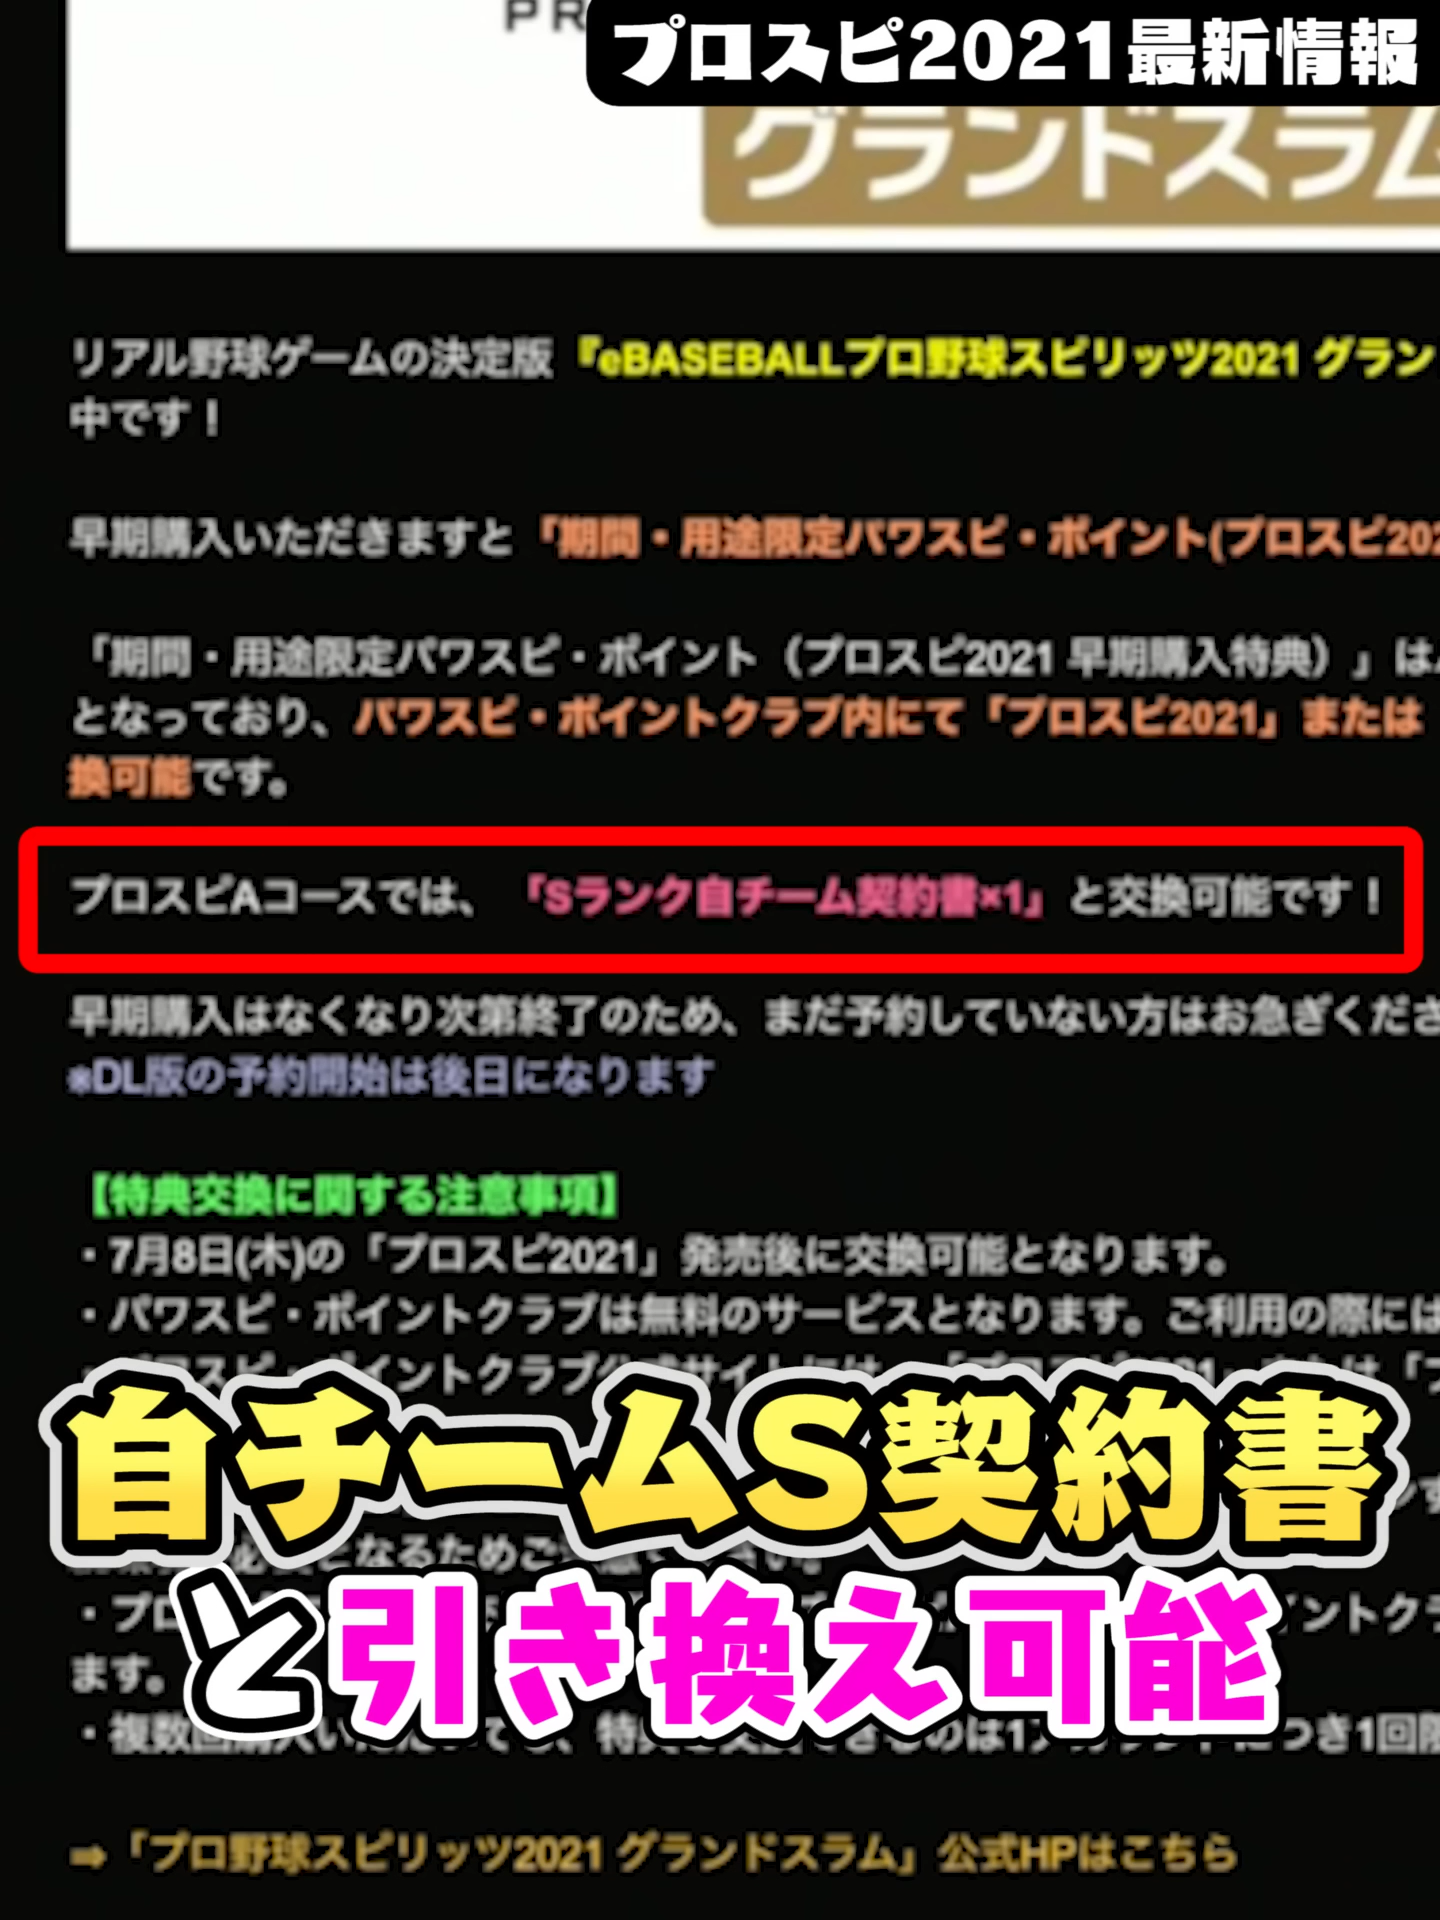 PR
プロスピ2021最新情報
グランドスラム
リアル野球ゲームの決定版『eBASEBALLプロ野球スピリッツ2021 グラン
中です！
早期購入いただきますと「期間・用途限定パワスピ・ポイント(プロスピ202
「期間・用途限定パワスピ・ポイント（プロスピ2021 早期購入特典）」は
となっており、パワスピ・ポイントクラブ内にて「プロスピ2021」または
換可能です。
プロスピAコースでは、「Sランク自チーム契約書×1」と交換可能です！
早期購入はなくなり次第終了のため、まだ予約していない方はお急ぎくださ
※DL版の予約開始は後日になります
【特典交換に関する注意事項】
・7月8日(木)の「プロスピ2021」発売後に交換可能となります。
・パワスピ・ポイントクラブは無料のサービスとなります。ご利用の際には
自チームS契約書
と引き換え可能
ます。
つき1回限
➡「プロ野球スピリッツ2021 グランドスラム」公式HPはこちら